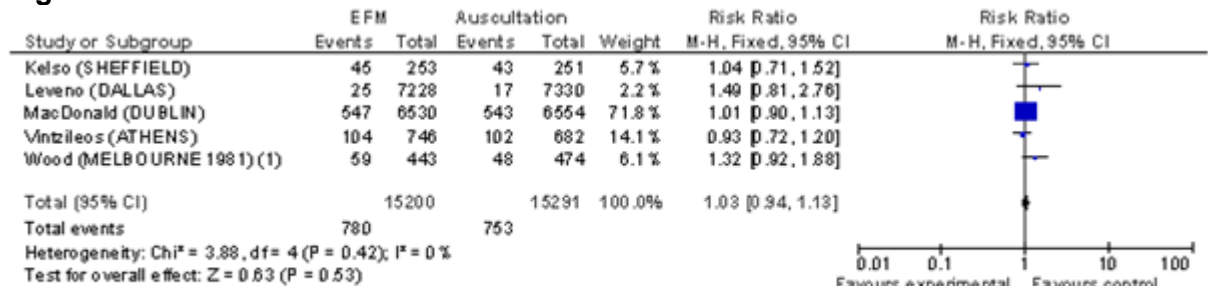 EFM Auscultation Risk Ratio Risk Ratio
Study or Subgroup Events Total Events Total Weight M-H, Fixed, 95% CI M-H, Fixed, 95% CI
Kelso (SHEFFIELD) 45 253 43 251 5.7% 1.04 [0.71, 1.52]
Leveno (DALLAS) 25 7228 17 7330 2.2% 1.49 [0.81, 2.76]
MacDonald (DUBLIN) 547 6530 543 6554 71.8% 1.01 [0.90, 1.13]
Vintzileos (ATHENS) 104 746 102 682 14.1% 0.93 [0.72, 1.20]
Wood (MELBOURNE 1981) (1) 59 443 48 474 6.1% 1.32 [0.92, 1.88]
Total (95% CI) 15200 15291 100.0% 1.03 [0.94, 1.13]
Total events 780 753
Heterogeneity: Chi² = 3.88, df = 4 (P = 0.42); I² = 0%
Test for overall effect: Z = 0.63 (P = 0.53)
0.01 0.1 1 10 100
Favours experimental Favours control